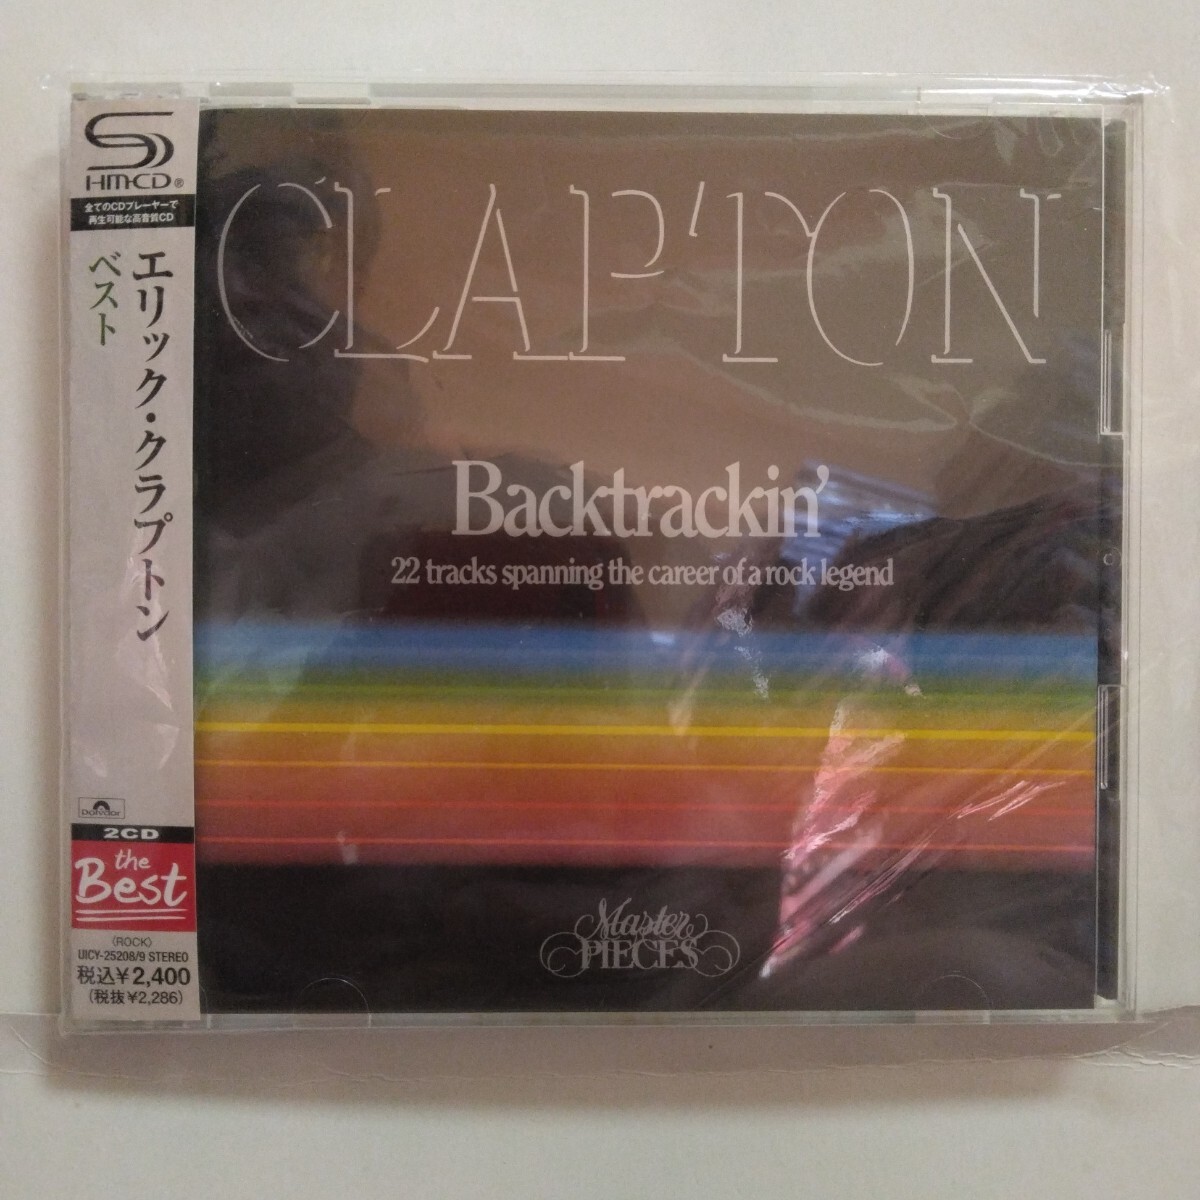 SHM-CD®
全てのCDプレーヤーで
再生可能な高音質CD
エリック・クラプトン
ベスト
Polydor
2CD
the
Best
〈ROCK〉
UICY-25208/9 STEREO
税込¥2,400
(税抜¥2,286)
CLAPTON
Backtrackin'
22 tracks spanning the career of a rock legend
Master
PIECES